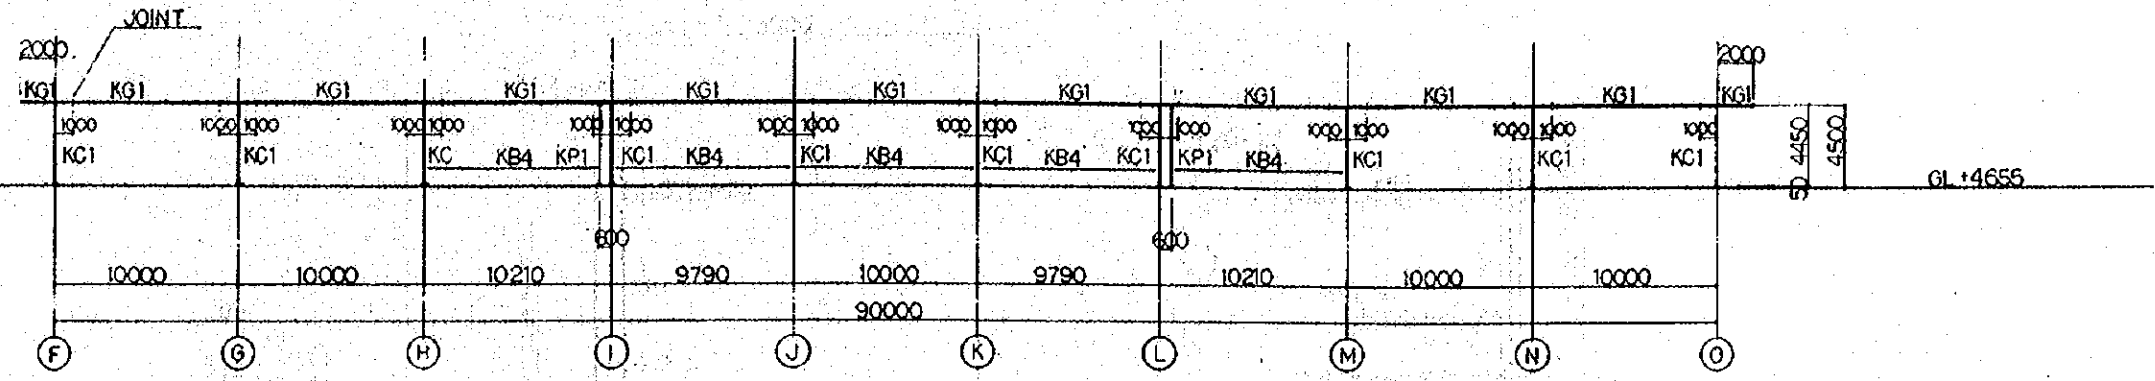 JOINT
2000 2000
KG1 KG1 KG1 KG1 KG1 KG1 KG1 KG1 KG1 KG1 KG1
1000 1000 1000 1000 1000 1000 1000 1000 1000 1000 1000 1000 1000 1000 1000 1000 1000 1000
KC1 KC1 KC KB4 KP1 KC1 KB4 KC1 KB4 KC1 KB4 KC1 KP1 KB4 KC1 KC1 KC1
50 4450
4500
GL +4655
600 600
10000 10000 10210 9790 10000 9790 10210 10000 10000
90000
F G H I J K L M N O